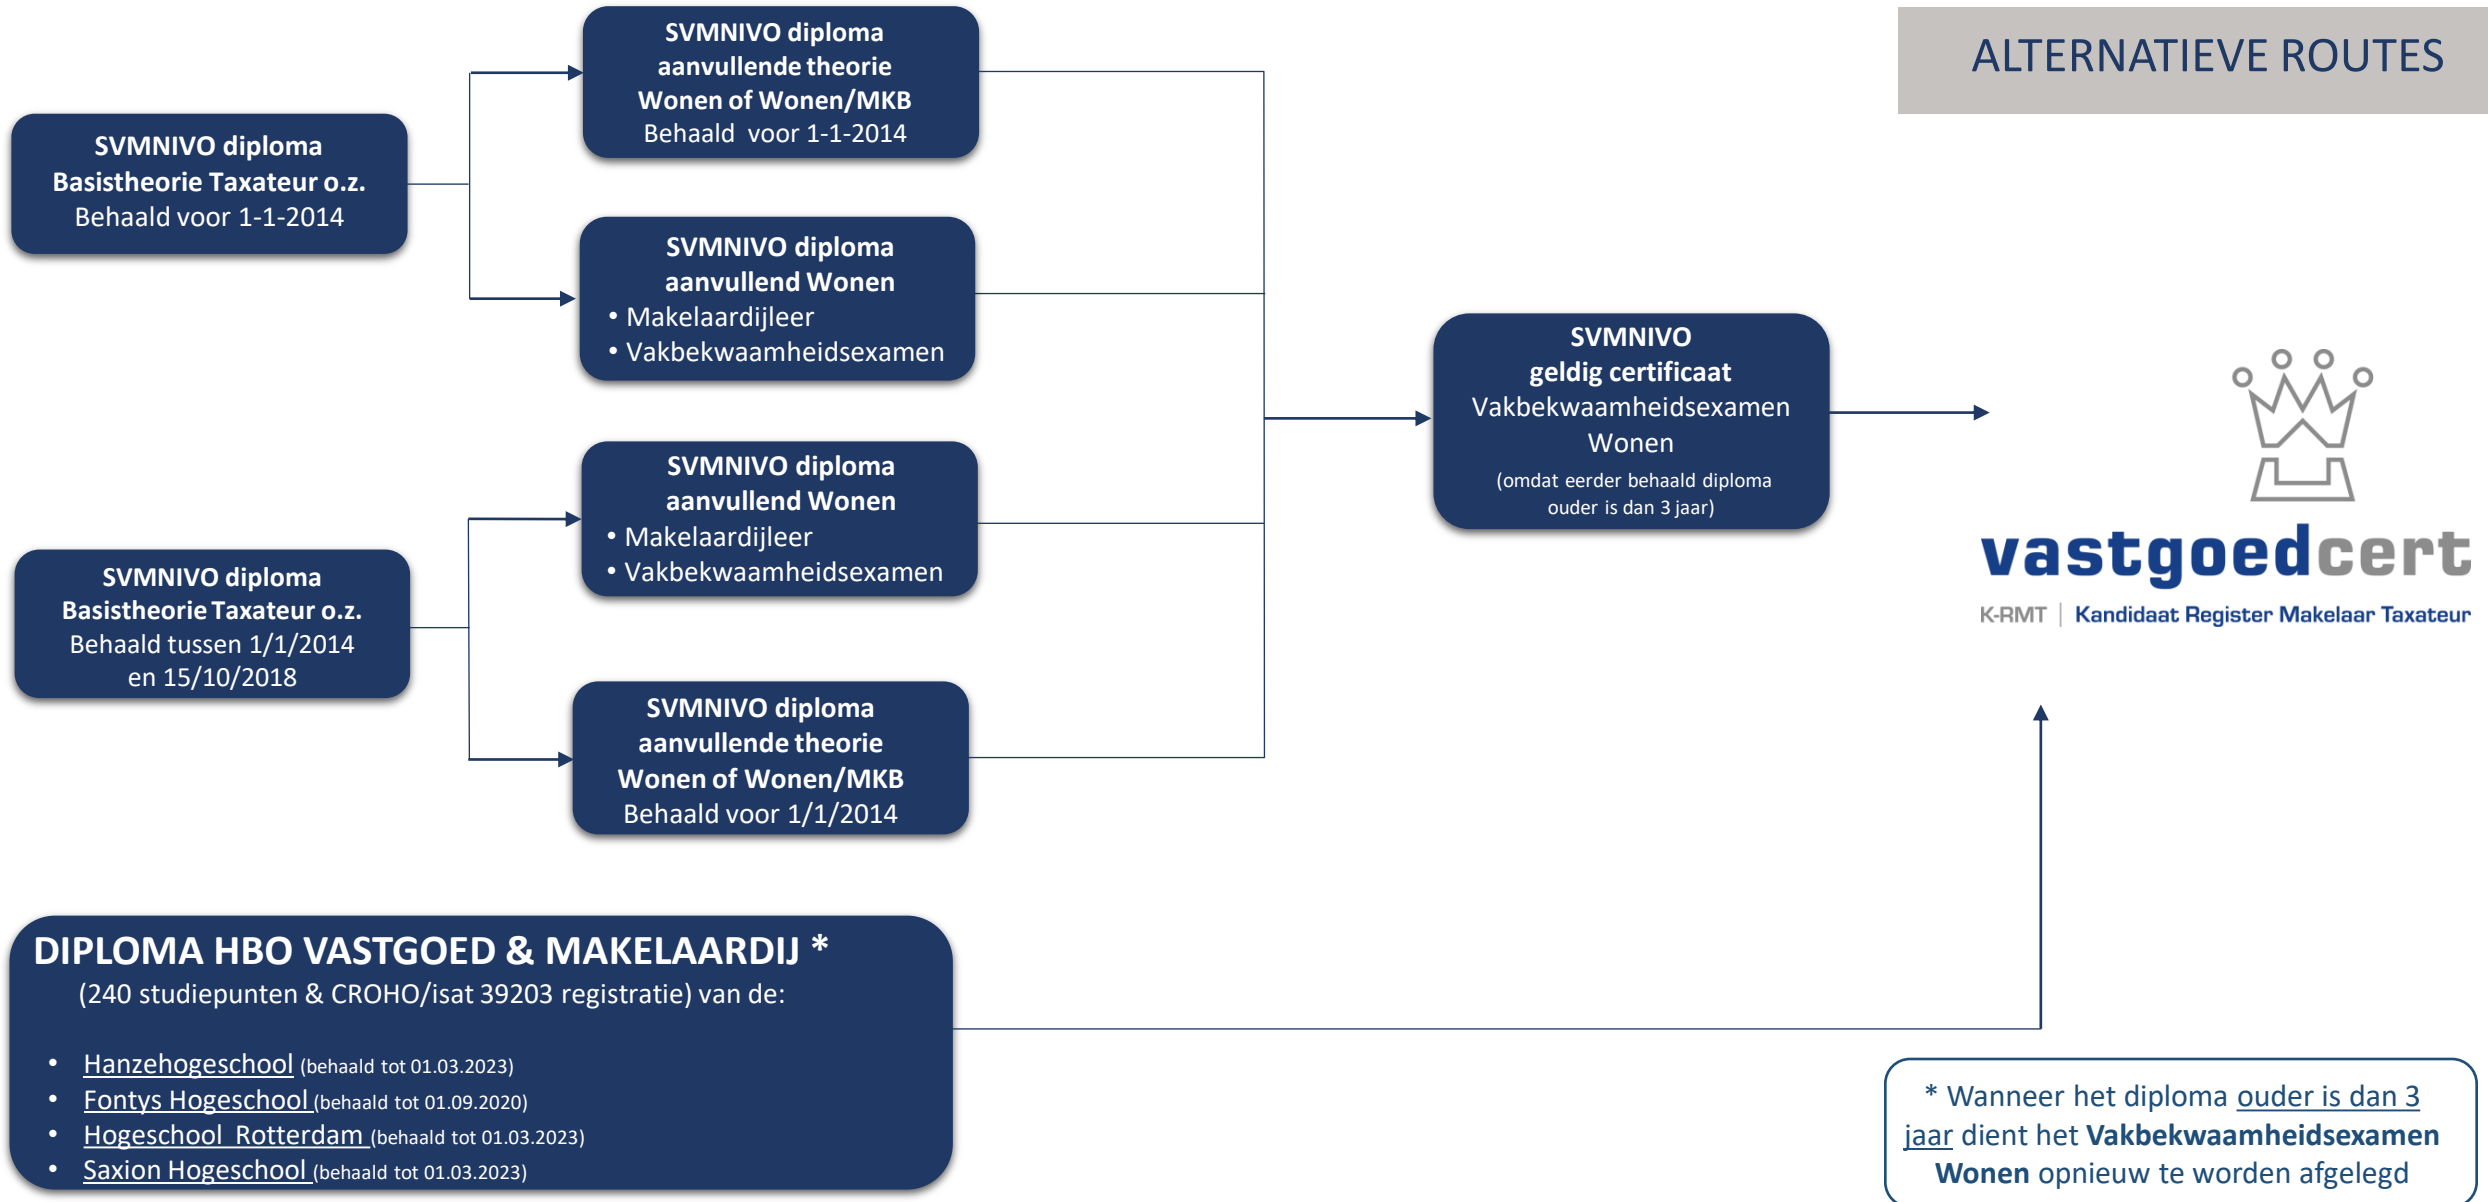 ALTERNATIEVE ROUTES
SVMNIVO diploma
Basistheorie Taxateur o.z.
Behaald voor 1-1-2014
SVMNIVO diploma
aanvullende theorie
Wonen of Wonen/MKB
Behaald voor 1-1-2014
SVMNIVO diploma
aanvullend Wonen
• Makelaardijleer
• Vakbekwaamheidsexamen
SVMNIVO diploma
Basistheorie Taxateur o.z.
Behaald tussen 1/1/2014
en 15/10/2018
SVMNIVO diploma
aanvullend Wonen
• Makelaardijleer
• Vakbekwaamheidsexamen
SVMNIVO diploma
aanvullende theorie
Wonen of Wonen/MKB
Behaald voor 1/1/2014
SVMNIVO
geldig certificaat
Vakbekwaamheidsexamen
Wonen
(omdat eerder behaald diploma
ouder is dan 3 jaar)
vastgoedcert
K-RMT | Kandidaat Register Makelaar Taxateur
DIPLOMA HBO VASTGOED & MAKELAARDIJ *
(240 studiepunten & CROHO/isat 39203 registratie) van de:
• Hanzehogeschool (behaald tot 01.03.2023)
• Fontys Hogeschool (behaald tot 01.09.2020)
• Hogeschool Rotterdam (behaald tot 01.03.2023)
• Saxion Hogeschool (behaald tot 01.03.2023)
* Wanneer het diploma ouder is dan 3
jaar dient het Vakbekwaamheidsexamen
Wonen opnieuw te worden afgelegd